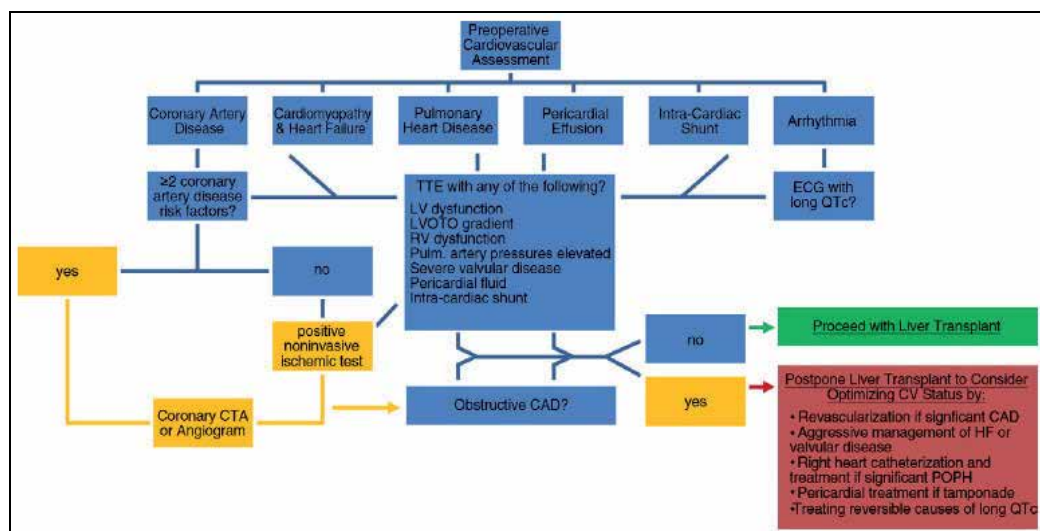 Preoperative
Cardiovascular
Assessment
Coronary Artery
Disease
Cardiomyopathy
& Heart Failure
Pulmonary
Heart Disease
Pericardial
Effusion
Intra-Cardiac
Shunt
Arrhythmia
≥2 coronary
artery disease
risk factors?
TTE with any of the following?
LV dysfunction
LVOTO gradient
RV dysfunction
Pulm. artery pressures elevated
Severe valvular disease
Pericardial fluid
Intra-cardiac shunt
ECG with
long QTc?
yes
no
positive
noninvasive
ischemic test
Coronary CTA
or Angiogram
Obstructive CAD?
no
yes
Proceed with Liver Transplant
Postpone Liver Transplant to Consider
Optimizing CV Status by:
• Revascularization if signficant CAD
• Aggressive management of HF or
valvular disease
• Right heart catheterization and
treatment if significant POPH
• Pericardial treatment if tamponade
•Treating reversible causes of long QTc